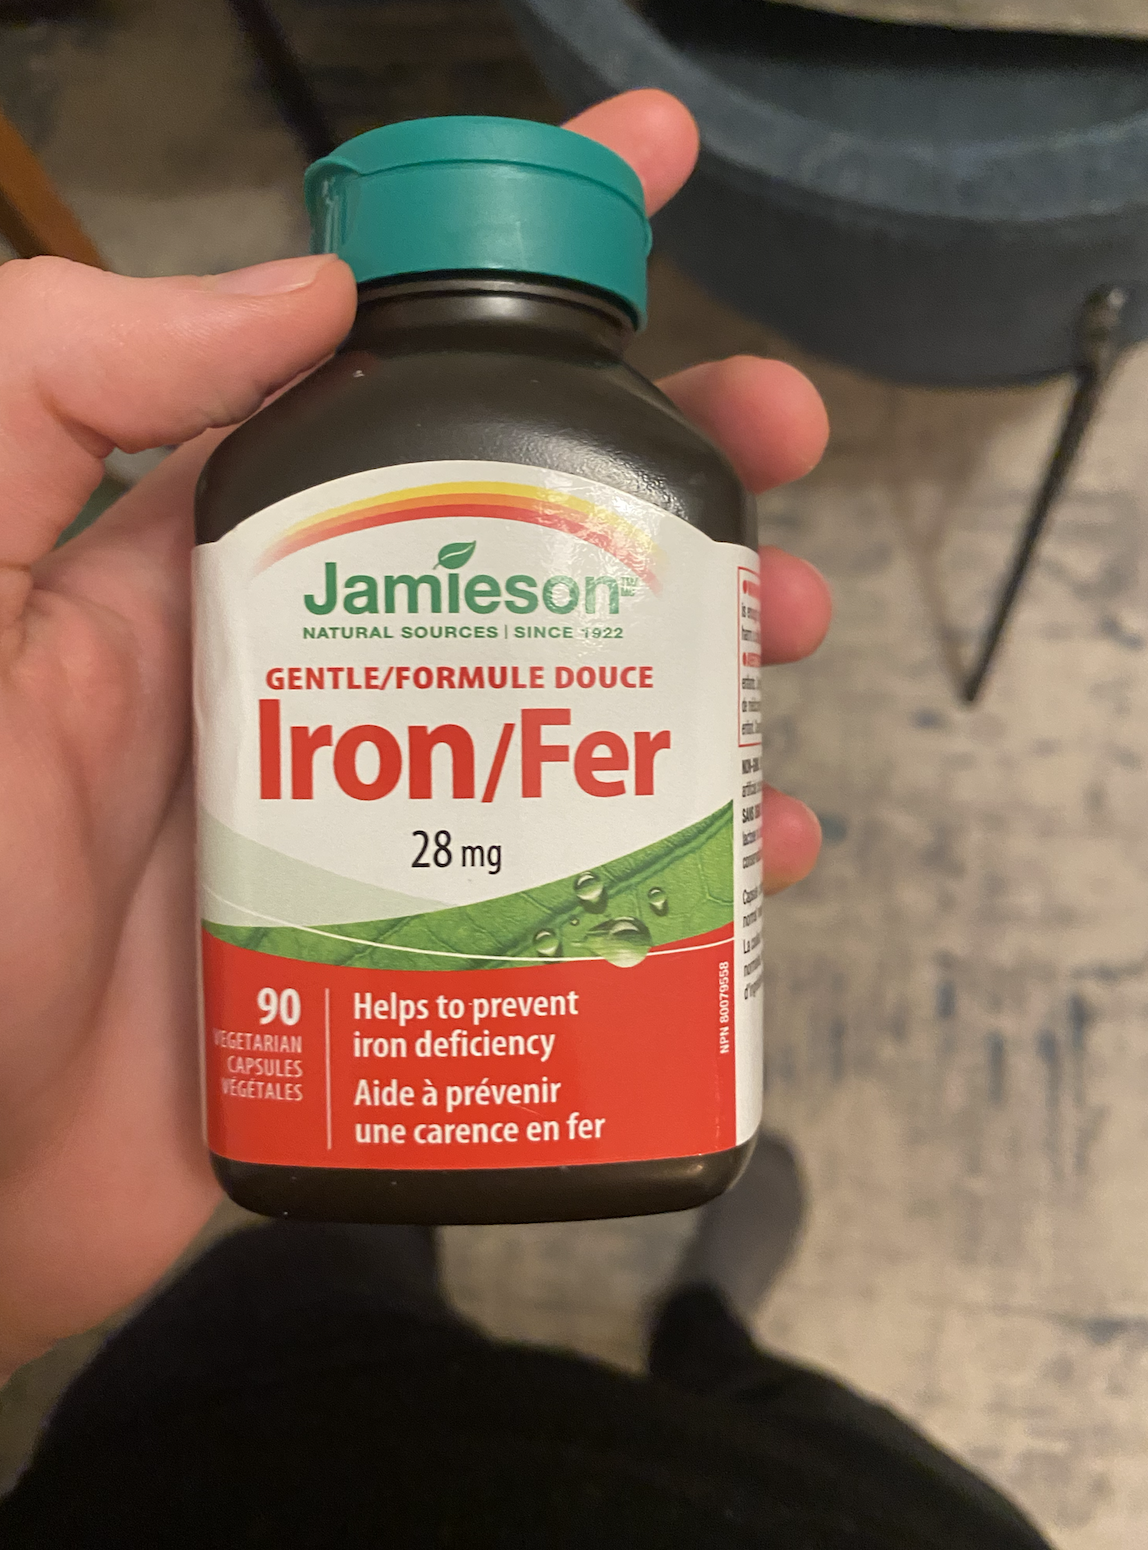 Jamieson™
NATURAL SOURCES | SINCE 1922
GENTLE/FORMULE DOUCE
Iron/Fer
28 mg
90
VEGETARIAN
CAPSULES
VÉGÉTALES
Helps to prevent
iron deficiency
Aide à prévenir
une carence en fer
NPN 80079558